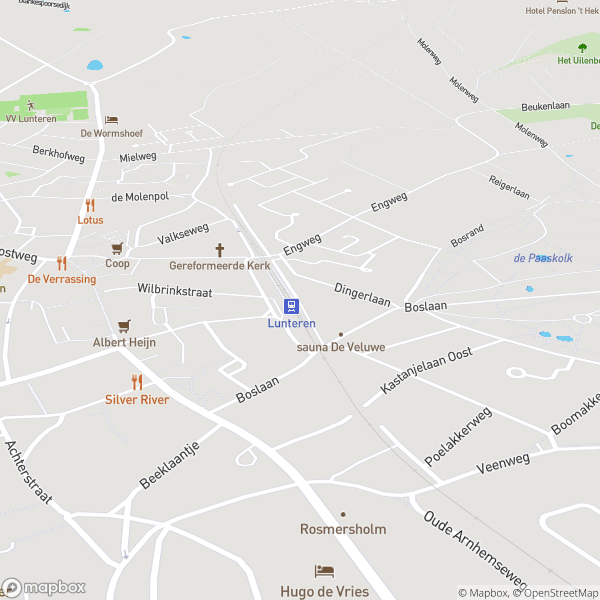 Slankespoorsedijk
Hotel Pension 't Hek
Molenweg
Het Uilenbo
Molenweg
VV Lunteren
De Wormshoef
Beukenlaan
Molenweg
De
Berkhofweg
Mielweg
Reigerlaan
de Molenpol
Engweg
Lotus
Valkseweg
Bosrand
Engweg
ostweg
Coop
Gereformeerde Kerk
de Paaskolk
De Verrassing
Dingerlaan
n
Wilbrinkstraat
Boslaan
Lunteren
Albert Heijn
sauna De Veluwe
Kastanjelaan Oost
Silver River
Boslaan
Boomakke
Poelakkerweg
Achterstraat
Beeklaantje
Veenweg
Rosmersholm
Oude Arnhemseweg
Hugo de Vries
mapbox
© Mapbox, © OpenStreetMap